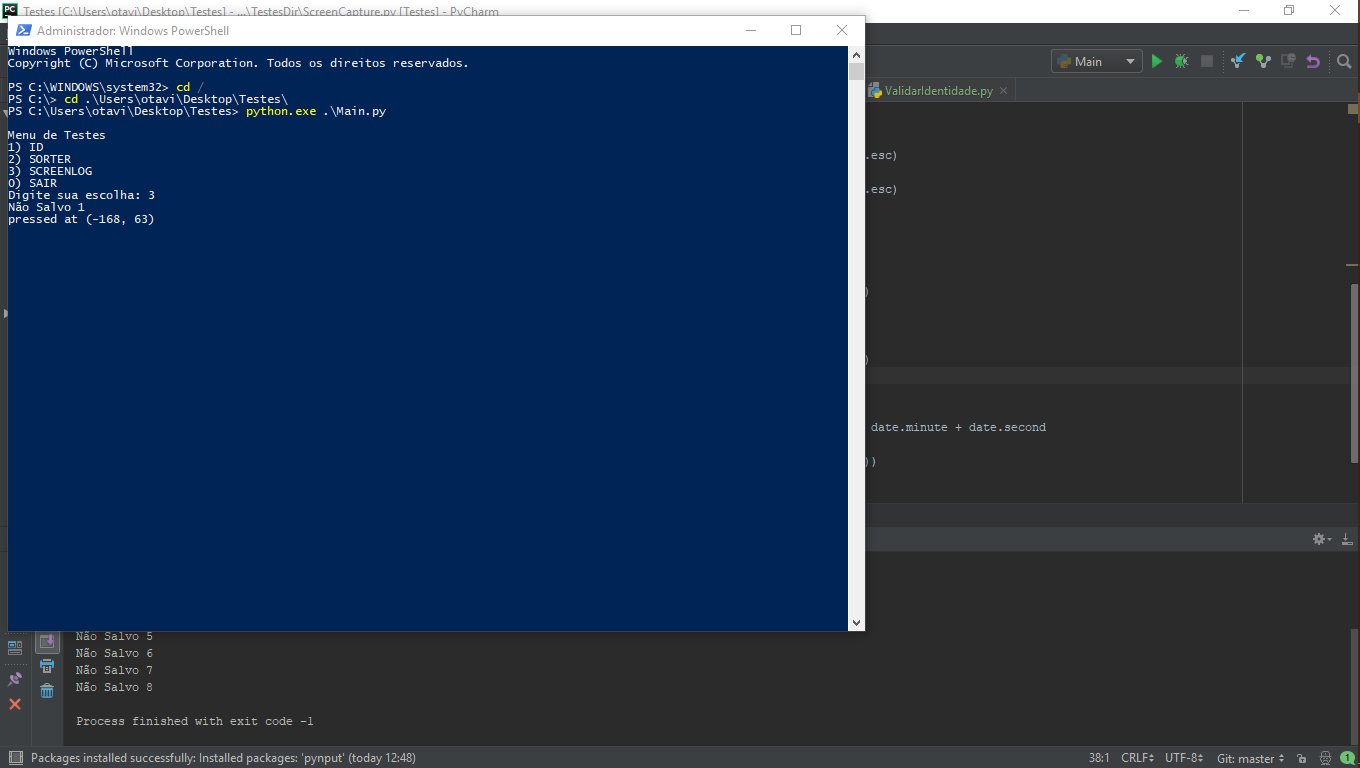 Testes [C:\Users\otavi\Desktop\Testes] - ...\TestesDir\ScreenCapture.py [Testes] - PyCharm
Administrador: Windows PowerShell
Windows PowerShell
Copyright (C) Microsoft Corporation. Todos os direitos reservados.
PS C:\WINDOWS\system32> cd /
PS C:\> cd .\Users\otavi\Desktop\Testes\
PS C:\Users\otavi\Desktop\Testes> python.exe .\Main.py
Menu de Testes
1) ID
2) SORTER
3) SCREENLOG
0) SAIR
Digite sua escolha: 3
Não Salvo 1
pressed at (-168, 63)
Main
ValidarIdentidade.py
.esc)
.esc)
)
)
date.minute + date.second
))
Não Salvo 5
Não Salvo 6
Não Salvo 7
Não Salvo 8
Process finished with exit code -1
Packages installed successfully: Installed packages: 'pynput' (today 12:48)
38:1 CRLF UTF-8 Git: master 1